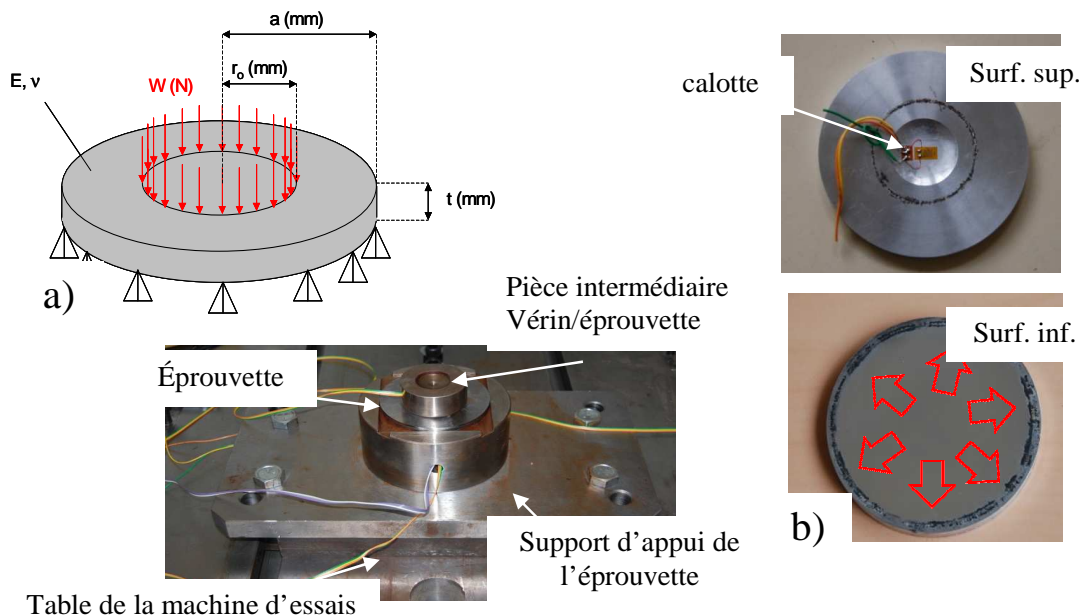 a (mm)
r₀ (mm)
W (N)
E, ν
t (mm)
a)
calotte
Surf. sup.
Pièce intermédiaire
Vérin/éprouvette
Éprouvette
Surf. inf.
b)
Support d’appui de
l’éprouvette
Table de la machine d’essais